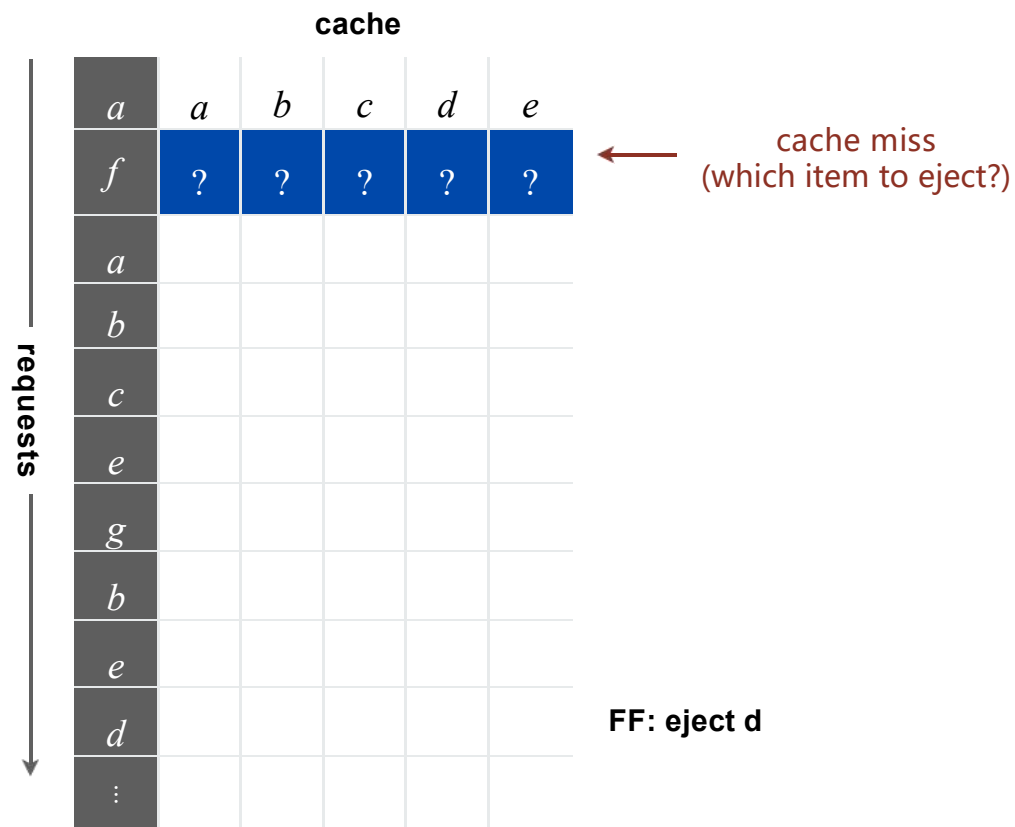 cache
a a b c d e
f ? ? ? ? ?
cache miss
(which item to eject?)
a
b
c
e
g
b
e
d
⋮
requests
FF: eject d